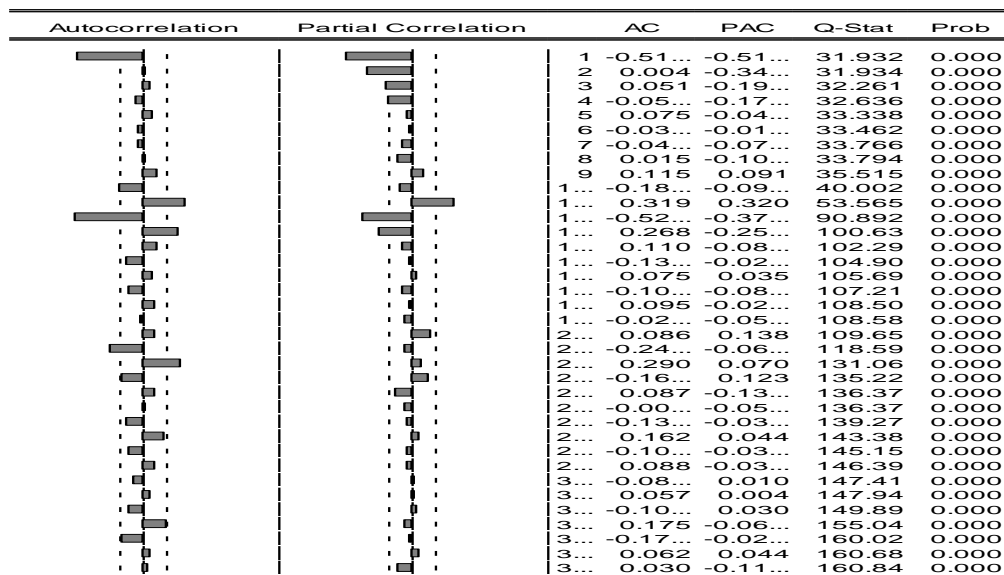 Autocorrelation Partial Correlation AC PAC Q-Stat Prob
1 -0.51... -0.51... 31.932 0.000
2 0.004 -0.34... 31.934 0.000
3 0.051 -0.19... 32.261 0.000
4 -0.05... -0.17... 32.636 0.000
5 0.075 -0.04... 33.338 0.000
6 -0.03... -0.01... 33.462 0.000
7 -0.04... -0.07... 33.766 0.000
8 0.015 -0.10... 33.794 0.000
9 0.115 0.091 35.515 0.000
1... -0.18... -0.09... 40.002 0.000
1... 0.319 0.320 53.565 0.000
1... -0.52... -0.37... 90.892 0.000
1... 0.268 -0.25... 100.63 0.000
1... 0.110 -0.08... 102.29 0.000
1... -0.13... -0.02... 104.90 0.000
1... 0.075 0.035 105.69 0.000
1... -0.10... -0.08... 107.21 0.000
1... 0.095 -0.02... 108.50 0.000
1... -0.02... -0.05... 108.58 0.000
2... 0.086 0.138 109.65 0.000
2... -0.24... -0.06... 118.59 0.000
2... 0.290 0.070 131.06 0.000
2... -0.16... 0.123 135.22 0.000
2... 0.087 -0.13... 136.37 0.000
2... -0.00... -0.05... 136.37 0.000
2... -0.13... -0.03... 139.27 0.000
2... 0.162 0.044 143.38 0.000
2... -0.10... -0.03... 145.15 0.000
2... 0.088 -0.03... 146.39 0.000
3... -0.08... 0.010 147.41 0.000
3... 0.057 0.004 147.94 0.000
3... -0.10... 0.030 149.89 0.000
3... 0.175 -0.06... 155.04 0.000
3... -0.17... -0.02... 160.02 0.000
3... 0.062 0.044 160.68 0.000
3... 0.030 -0.11... 160.84 0.000